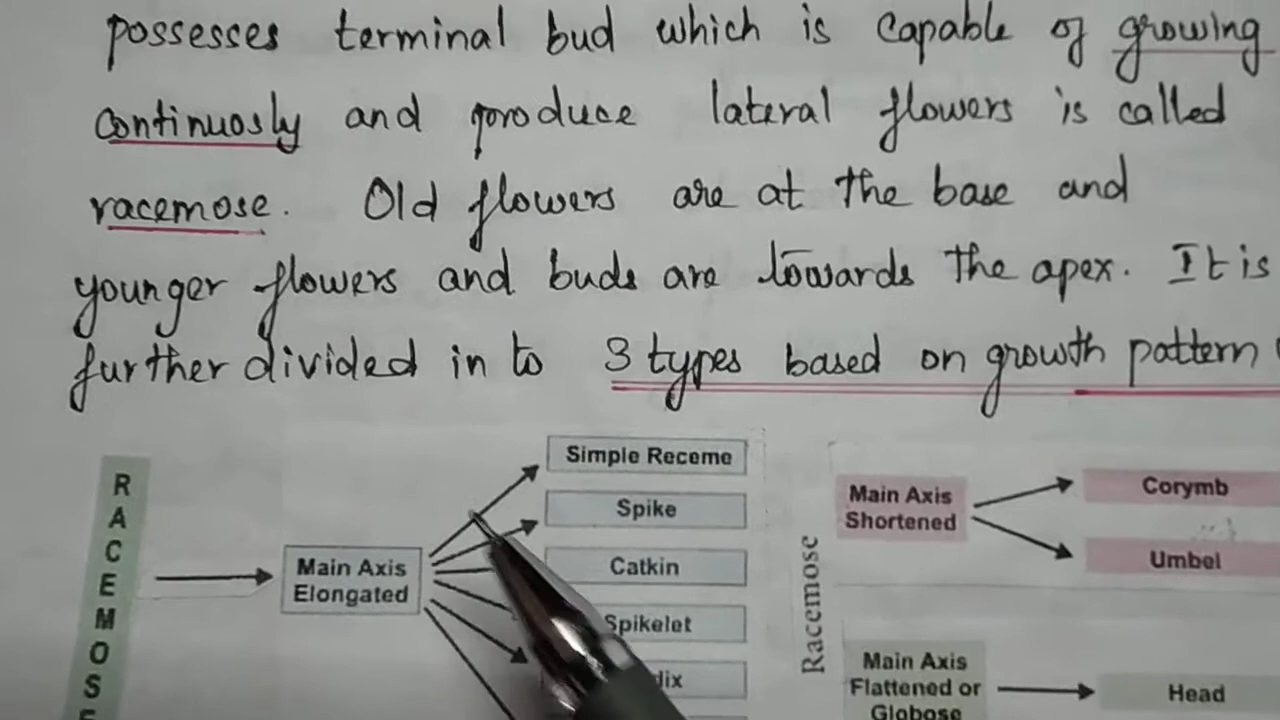 possesses terminal bud which is capable of growing
continuosly and produce lateral flowers is called
racemose. Old flowers are at the base and
younger flowers and buds are towards the apex. It is
further divided in to 3 types based on growth pattern
RACEMOSE
Main Axis
Elongated
Simple Receme
Spike
Catkin
Spikelet
dix
Racemose
Main Axis
Shortened
Corymb
Umbel
Main Axis
Flattened or
Globose
Head